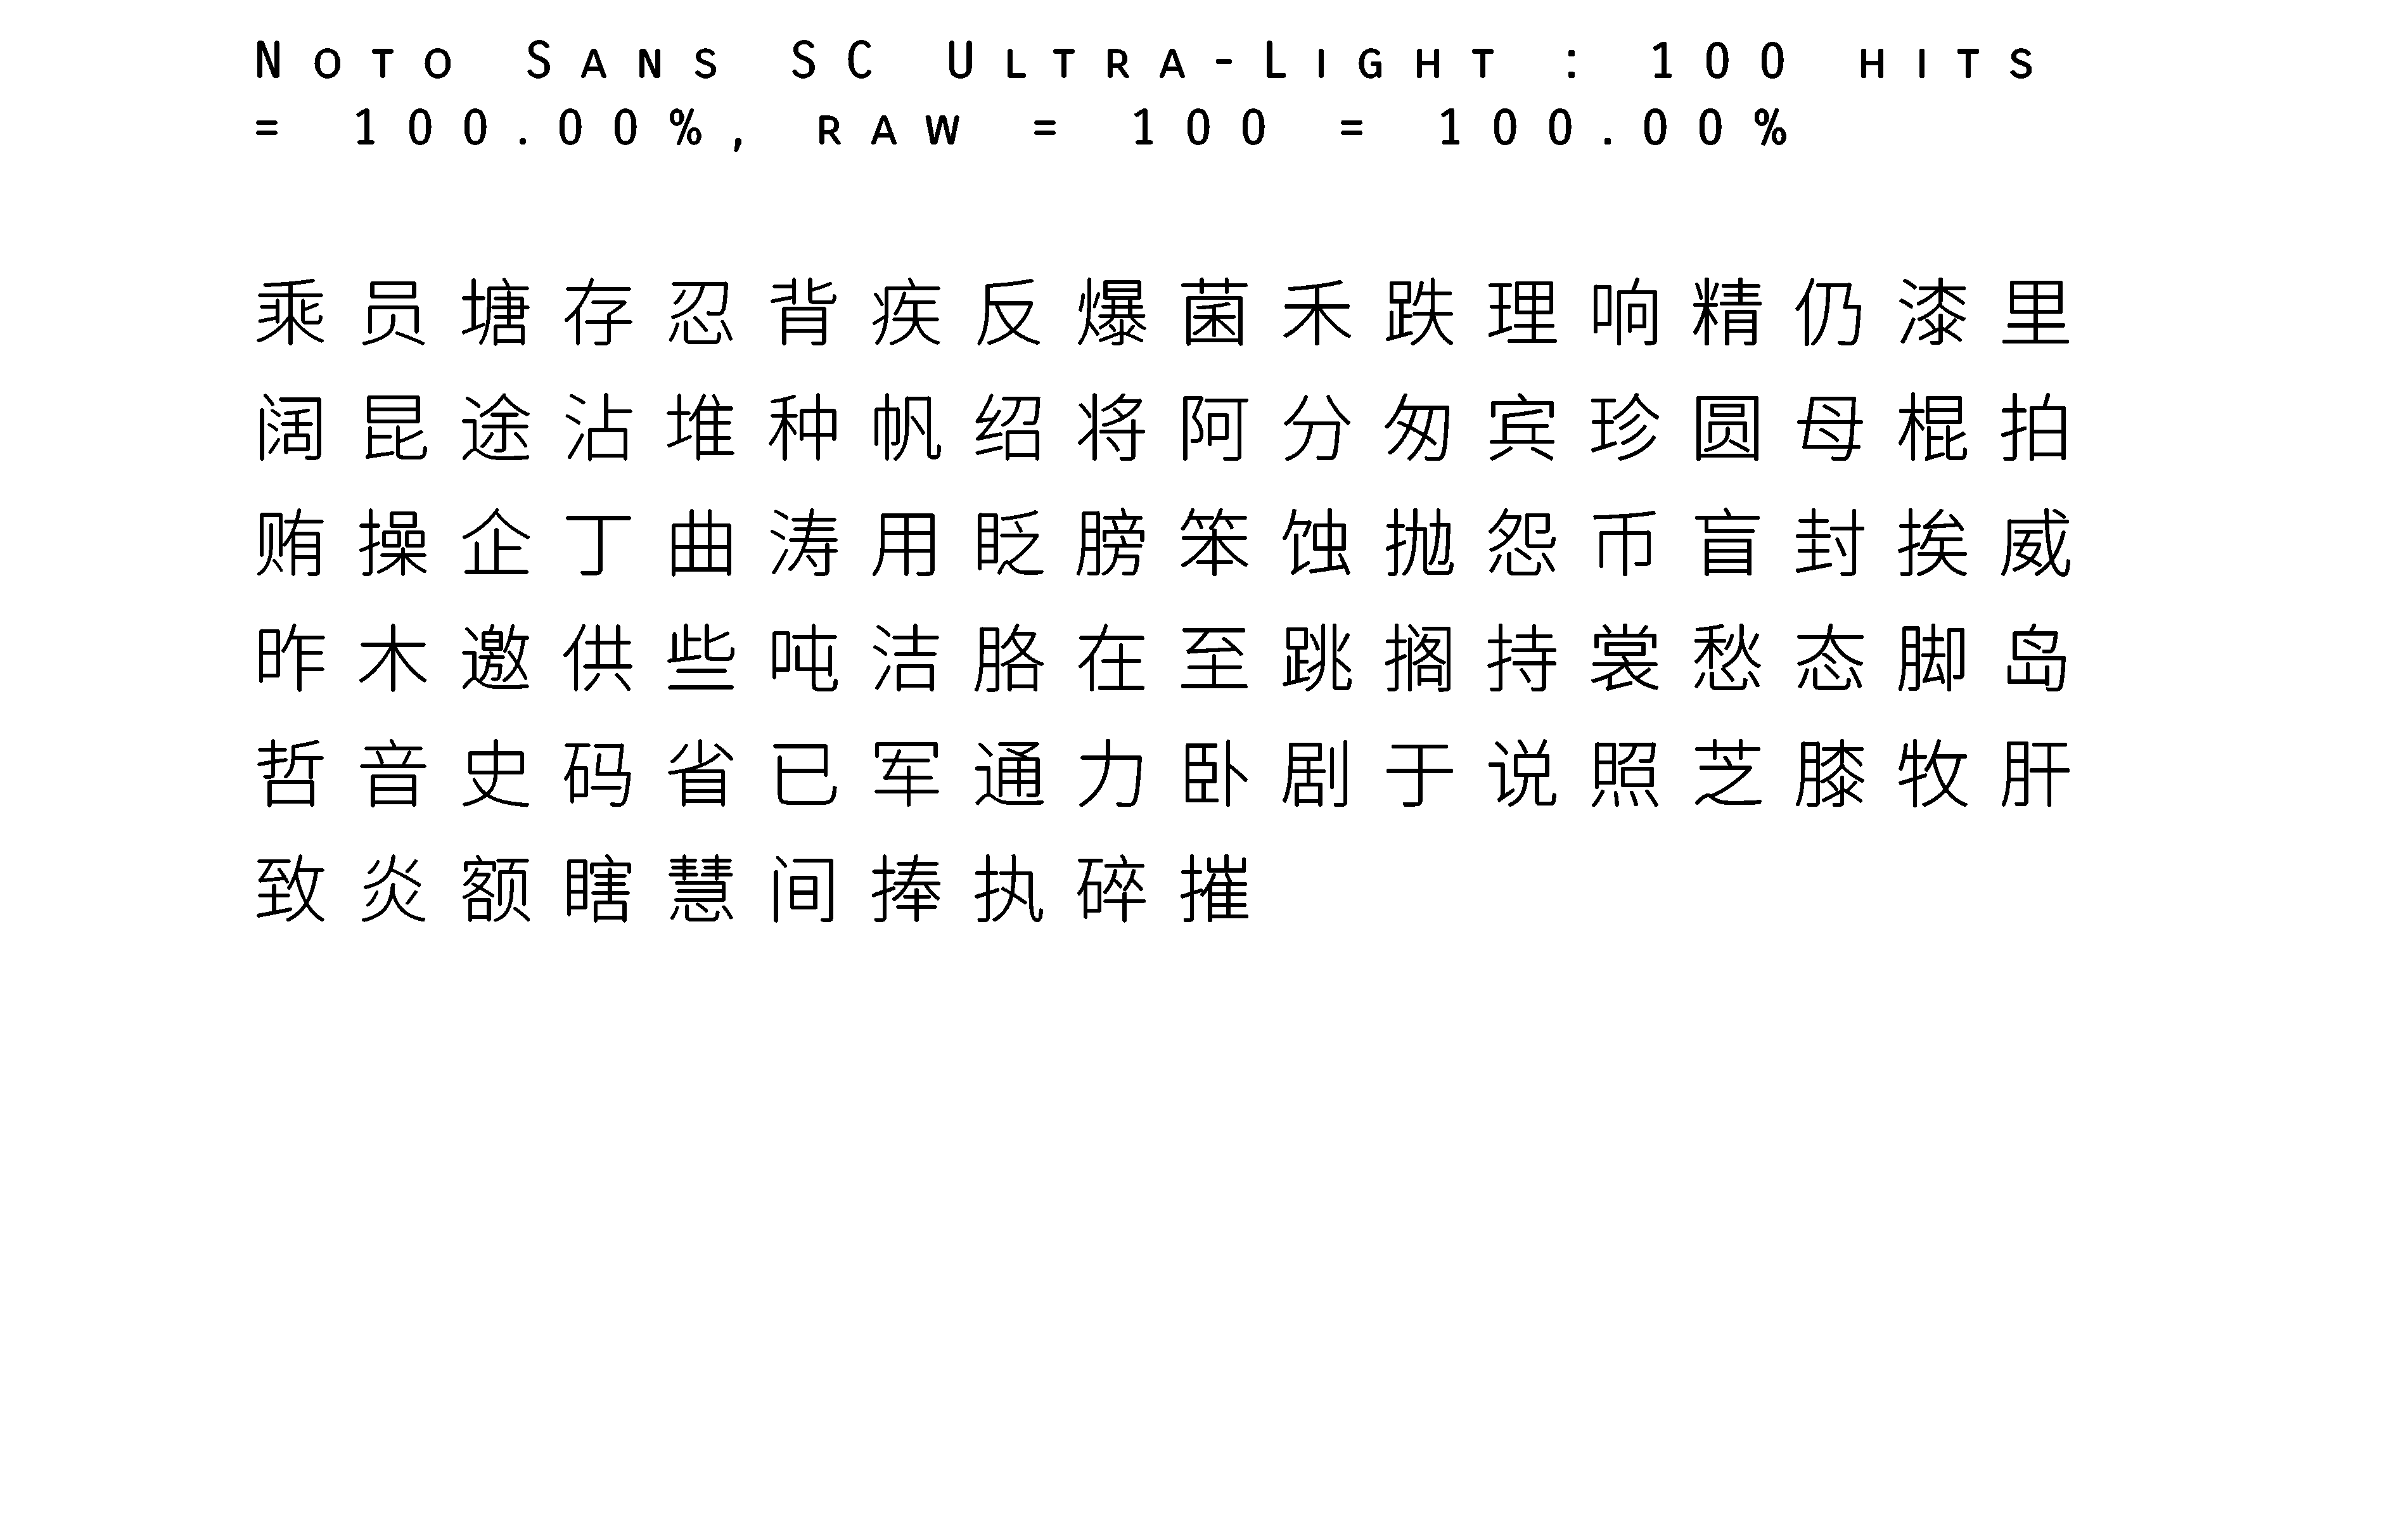 Noto Sans SC Ultra-Light : 100 hits
= 100.00%, raw = 100 = 100.00%
乘员塘存忍背疾反爆菌禾跌理响精仍漆里
阔昆途沾堆种帆绍将阿分匆宾珍圆母棍拍
贿操企丁曲涛用眨膀笨蚀抛怨币盲封挨威
昨木邀供些吨洁胳在至跳搁持裳愁态脚岛
哲音史码省已军通力卧剧于说照芝膝牧肝
致炎额瞎慧间捧执碎摧